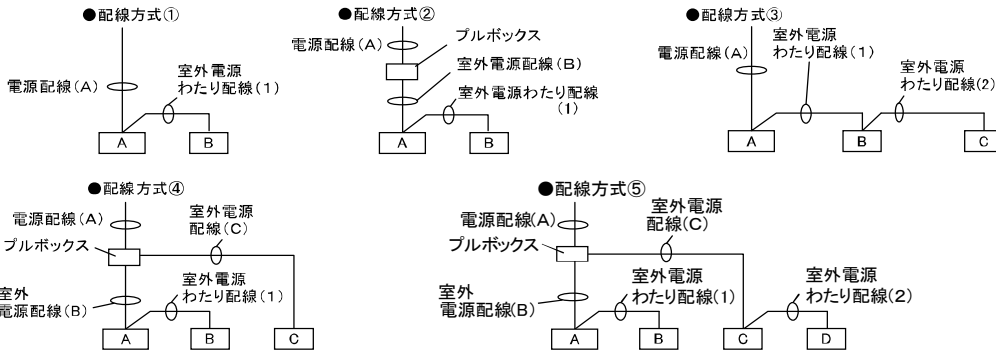 ●配線方式①
電源配線(A)
室外電源
わたり配線(1)
A
B
●配線方式②
電源配線(A)
プルボックス
室外電源配線(B)
室外電源わたり配線
(1)
A
B
●配線方式③
電源配線(A)
室外電源
わたり配線(1)
室外電源
わたり配線(2)
A
B
C
●配線方式④
電源配線(A)
プルボックス
室外電源
配線(C)
室外
電源配線(B)
室外電源
わたり配線(1)
A
B
C
●配線方式⑤
電源配線(A)
プルボックス
室外電源
配線(C)
室外
電源配線(B)
室外電源
わたり配線(1)
室外電源
わたり配線(2)
A
B
C
D